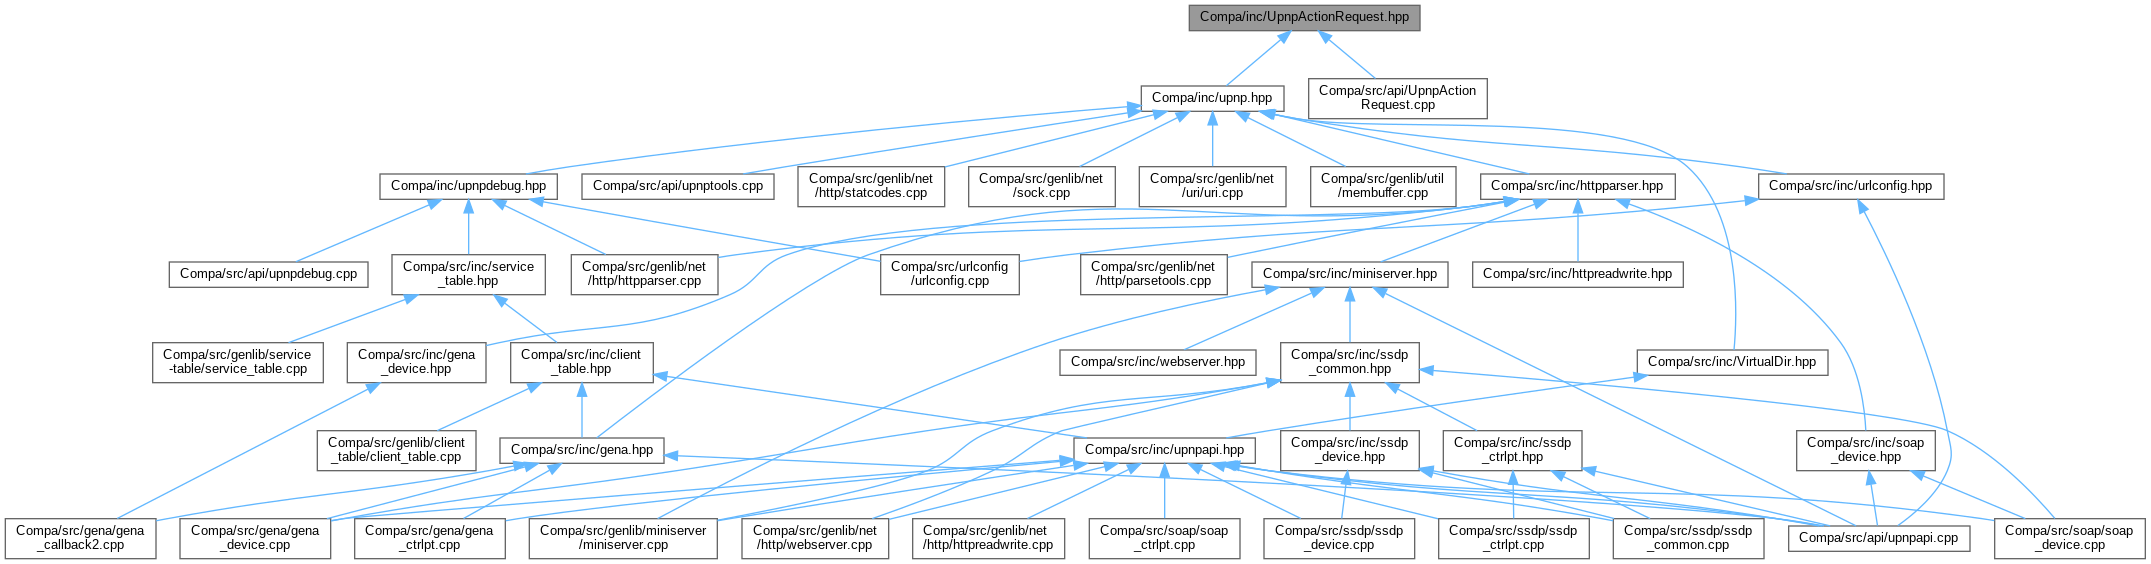 Compa/inc/UpnpActionRequest.hpp
Compa/inc/upnp.hpp
Compa/src/api/UpnpAction
Request.cpp
Compa/inc/upnpdebug.hpp
Compa/src/api/upnptools.cpp
Compa/src/genlib/net
/http/statcodes.cpp
Compa/src/genlib/net
/sock.cpp
Compa/src/genlib/net
/uri/uri.cpp
Compa/src/genlib/util
/membuffer.cpp
Compa/src/inc/httpparser.hpp
Compa/src/inc/urlconfig.hpp
Compa/src/api/upnpdebug.cpp
Compa/src/inc/service
_table.hpp
Compa/src/genlib/net
/http/httpparser.cpp
Compa/src/urlconfig
/urlconfig.cpp
Compa/src/genlib/net
/http/parsetools.cpp
Compa/src/inc/miniserver.hpp
Compa/src/inc/httpreadwrite.hpp
Compa/src/genlib/service
-table/service_table.cpp
Compa/src/inc/gena
_device.hpp
Compa/src/inc/client
_table.hpp
Compa/src/inc/webserver.hpp
Compa/src/inc/ssdp
_common.hpp
Compa/src/inc/VirtualDir.hpp
Compa/src/genlib/client
_table/client_table.cpp
Compa/src/inc/gena.hpp
Compa/src/inc/upnpapi.hpp
Compa/src/inc/ssdp
_device.hpp
Compa/src/inc/ssdp
_ctrlpt.hpp
Compa/src/inc/soap
_device.hpp
Compa/src/gena/gena
_callback2.cpp
Compa/src/gena/gena
_device.cpp
Compa/src/gena/gena
_ctrlpt.cpp
Compa/src/genlib/miniserver
/miniserver.cpp
Compa/src/genlib/net
/http/webserver.cpp
Compa/src/genlib/net
/http/httpreadwrite.cpp
Compa/src/soap/soap
_ctrlpt.cpp
Compa/src/ssdp/ssdp
_device.cpp
Compa/src/ssdp/ssdp
_ctrlpt.cpp
Compa/src/ssdp/ssdp
_common.cpp
Compa/src/api/upnpapi.cpp
Compa/src/soap/soap
_device.cpp